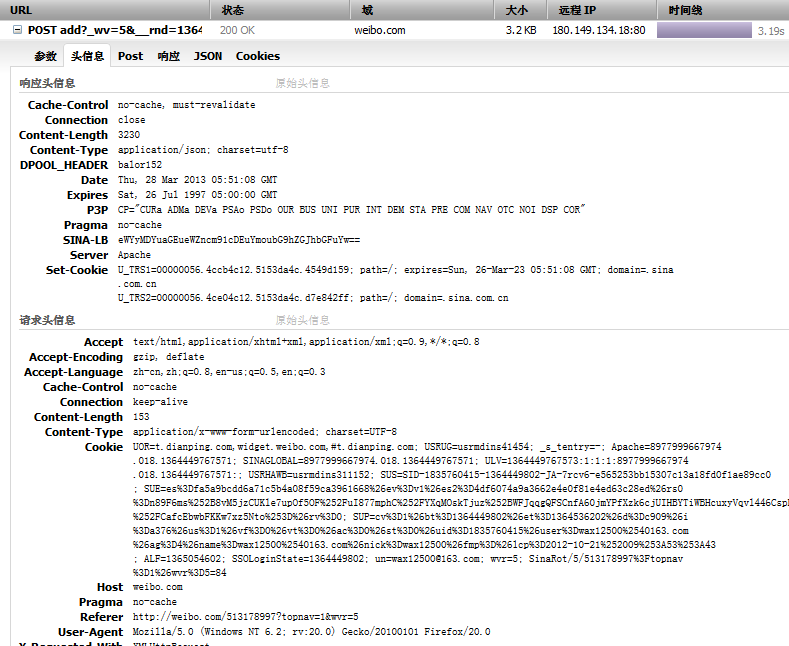 URL 状态 域 大小 远程 IP 时间线
POST add?_wv=5&__rnd=1364 200 OK weibo.com 3.2 KB 180.149.134.18:80 3.19s
参数 头信息 Post 响应 JSON Cookies
响应头信息 原始头信息
Cache-Control no-cache, must-revalidate
Connection close
Content-Length 3230
Content-Type application/json; charset=utf-8
DPOOL_HEADER balor152
Date Thu, 28 Mar 2013 05:51:08 GMT
Expires Sat, 26 Jul 1997 05:00:00 GMT
P3P CP="CURa ADMa DEVa PSAo PSDo OUR BUS UNI PUR INT DEM STA PRE COM NAV OTC NOI DSP COR"
Pragma no-cache
SINA-LB eWYyMDYuaGEueWZncm91cDEuYmoubG9hZGJhbGFuYw==
Server Apache
Set-Cookie U_TRS1=00000056.4ccb4c12.5153da4c.4549d159; path=/; expires=Sun, 26-Mar-23 05:51:08 GMT; domain=.sina
.com.cn
U_TRS2=00000056.4ce04c12.5153da4c.d7e842ff; path=/; domain=.sina.com.cn
请求头信息 原始头信息
Accept text/html,application/xhtml+xml,application/xml;q=0.9,*/*;q=0.8
Accept-Encoding gzip, deflate
Accept-Language zh-cn,zh;q=0.8,en-us;q=0.5,en;q=0.3
Cache-Control no-cache
Connection keep-alive
Content-Length 153
Content-Type application/x-www-form-urlencoded; charset=UTF-8
Cookie UOR=t.dianping.com,widget.weibo.com,#t.dianping.com; USRUG=usrmdins41454; _s_tentry=-; Apache=8977999667974
.018.1364449767571; SINAGLOBAL=8977999667974.018.1364449767571; ULV=1364449767573:1:1:1:8977999667974
.018.1364449767571:; USRHAWB=usrmdins311152; SUS=SID-1835760415-1364449802-JA-7rcv6-e565253bb15307c13a18fd0f1ae89cc0
; SUE=es%3Dfa5a9bcdd6a71c5b4a08f59ca3961668%26ev%3Dv1%26es2%3D4df6074a9a3662e4e0f81e4ed63c28ed%26rs0
%3Dn89F6ms%252B8vM5jzCUKle7upOf5OF%252FuI877mphC%252FYXqMOskTjuz%252BWFJqqgQFSCnfA60jmYPfXzk6cjUIHBYTiWBHcuxyVqvl446Csp
%252FCafcEbwbFKKw7xz5Nto%253D%26rv%3D0; SUP=cv%3D1%26bt%3D1364449802%26et%3D1364536202%26d%3Dc909%26i
%3Da376%26us%3D1%26vf%3D0%26vt%3D0%26ac%3D0%26st%3D0%26uid%3D1835760415%26user%3Dwax12500%2540163.com
%26ag%3D4%26name%3Dwax12500%2540163.com%26nick%3Dwax12500%26fmp%3D%26lcp%3D2012-10-21%252009%253A53%253A43
; ALF=1365054602; SSOLoginState=1364449802; un=wax12500@163.com; wvr=5; SinaRot/5/513178997%3Ftopnav
%3D1%26wvr%3D5=84
Host weibo.com
Pragma no-cache
Referer http://weibo.com/513178997?topnav=1&wvr=5
User-Agent Mozilla/5.0 (Windows NT 6.2; rv:20.0) Gecko/20100101 Firefox/20.0
X-Requested-With XMLHttpRequest